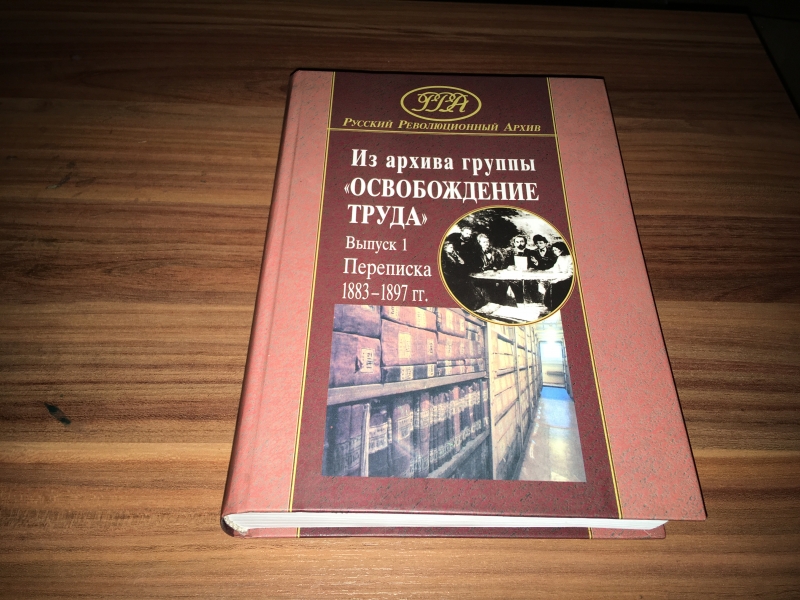 РРА
Русский Революционный Архив
Из архива группы
«ОСВОБОЖДЕНИЕ
ТРУДА»
Выпуск 1
Переписка
1883–1897 гг.